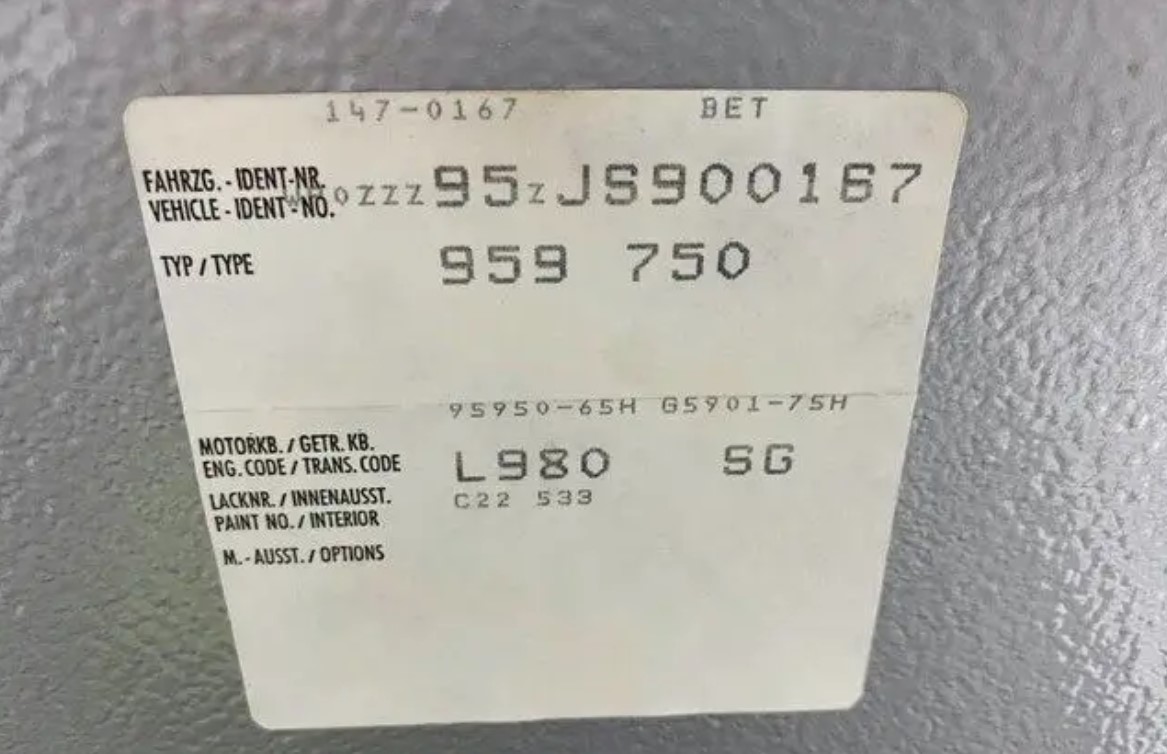 147-0167 BET
FAHRZG.-IDENT-NR.
VEHICLE-IDENT-NO. WP0ZZZ95ZJS900167
TYP / TYPE 959 750
95950-65H G5901-75H
MOTORKB. / GETR. KB.
ENG. CODE / TRANS. CODE L980 SG
LACKNR. / INNENAUSST. C22 533
PAINT NO. / INTERIOR
M.-AUSST. / OPTIONS